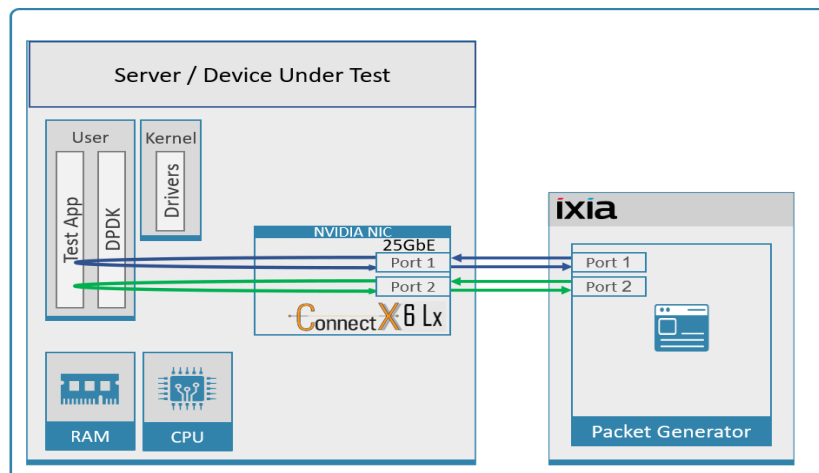 Server / Device Under Test
User
Kernel
Test App
DPDK
Drivers
NVIDIA NIC
25GbE
Port 1
Port 2
ConnectX 6 Lx
RAM
CPU
ixia
Port 1
Port 2
Packet Generator